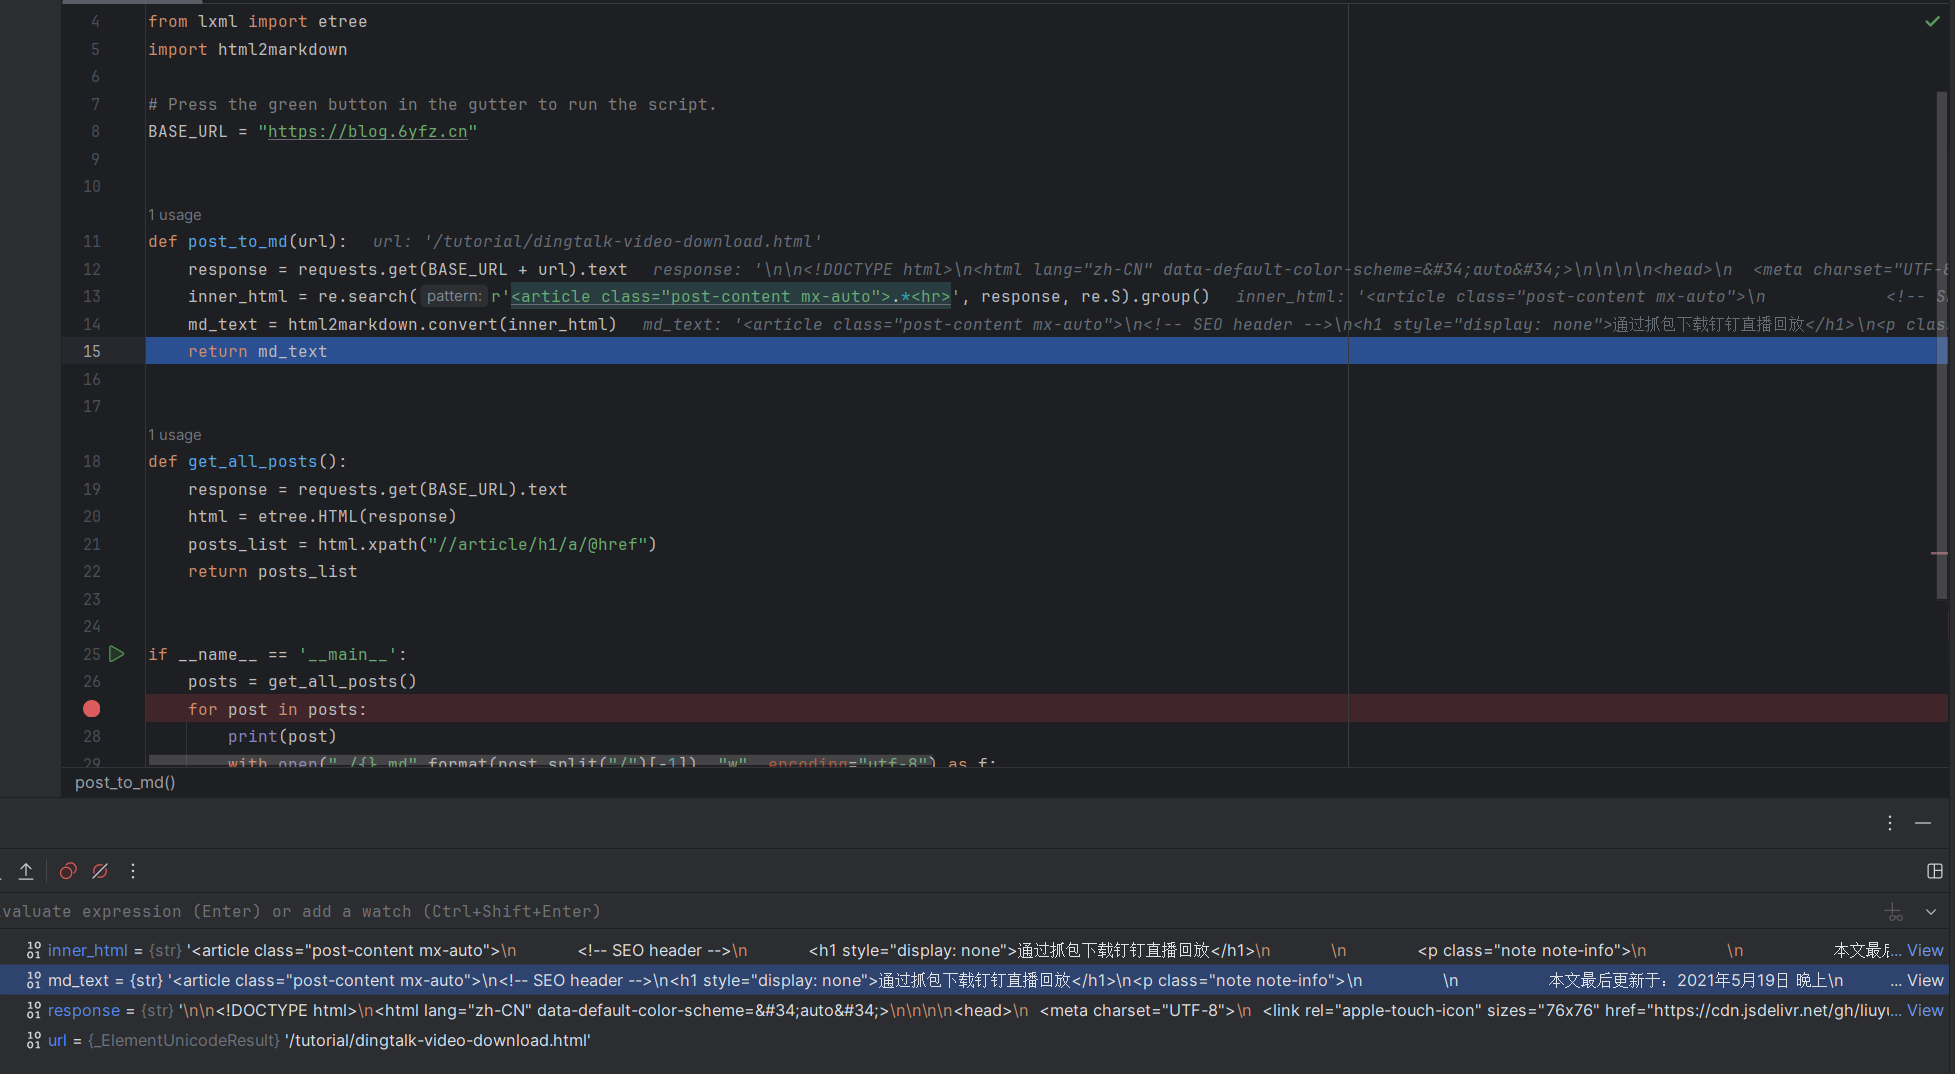 4 from lxml import etree
5 import html2markdown
6
7 # Press the green button in the gutter to run the script.
8 BASE_URL = "https://blog.6yfz.cn"
9
10
1 usage
11 def post_to_md(url): url: '/tutorial/dingtalk-video-download.html'
12 response = requests.get(BASE_URL + url).text response: '\n\n<!DOCTYPE html>\n<html lang="zh-CN" data-default-color-scheme=&#34;auto&#34;>\n\n\n\n<head>\n <meta charset="UTF-8
13 inner_html = re.search( pattern: r'<article class="post-content mx-auto">.*<hr>', response, re.S).group() inner_html: '<article class="post-content mx-auto">\n <!-- S
14 md_text = html2markdown.convert(inner_html) md_text: '<article class="post-content mx-auto">\n<!-- SEO header -->\n<h1 style="display: none">通过抓包下载钉钉直播回放</h1>\n<p clas
15 return md_text
16
17
1 usage
18 def get_all_posts():
19 response = requests.get(BASE_URL).text
20 html = etree.HTML(response)
21 posts_list = html.xpath("//article/h1/a/@href")
22 return posts_list
23
24
25 if __name__ == '__main__':
26 posts = get_all_posts()
for post in posts:
28 print(post)
29 with open("./{}.md".format(post.split("/")[-1]), "w", encoding="utf-8") as f:
post_to_md()
valuate expression (Enter) or add a watch (Ctrl+Shift+Enter)
inner_html = {str} '<article class="post-content mx-auto">\n <!-- SEO header -->\n <h1 style="display: none">通过抓包下载钉钉直播回放</h1>\n \n <p class="note note-info">\n \n 本文最后... View
md_text = {str} '<article class="post-content mx-auto">\n<!-- SEO header -->\n<h1 style="display: none">通过抓包下载钉钉直播回放</h1>\n<p class="note note-info">\n \n 本文最后更新于：2021年5月19日 晚上\n ... View
response = {str} '\n\n<!DOCTYPE html>\n<html lang="zh-CN" data-default-color-scheme=&#34;auto&#34;>\n\n\n\n<head>\n <meta charset="UTF-8">\n <link rel="apple-touch-icon" sizes="76x76" href="https://cdn.jsdelivr.net/gh/liuyu... View
url = {_ElementUnicodeResult} '/tutorial/dingtalk-video-download.html'